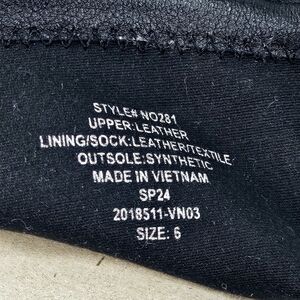 STYLE# NO281
UPPER:LEATHER
LINING/SOCK:LEATHER/TEXTILE
OUTSOLE:SYNTHETIC
MADE IN VIETNAM
SP24
2018511-VN03
SIZE: 6